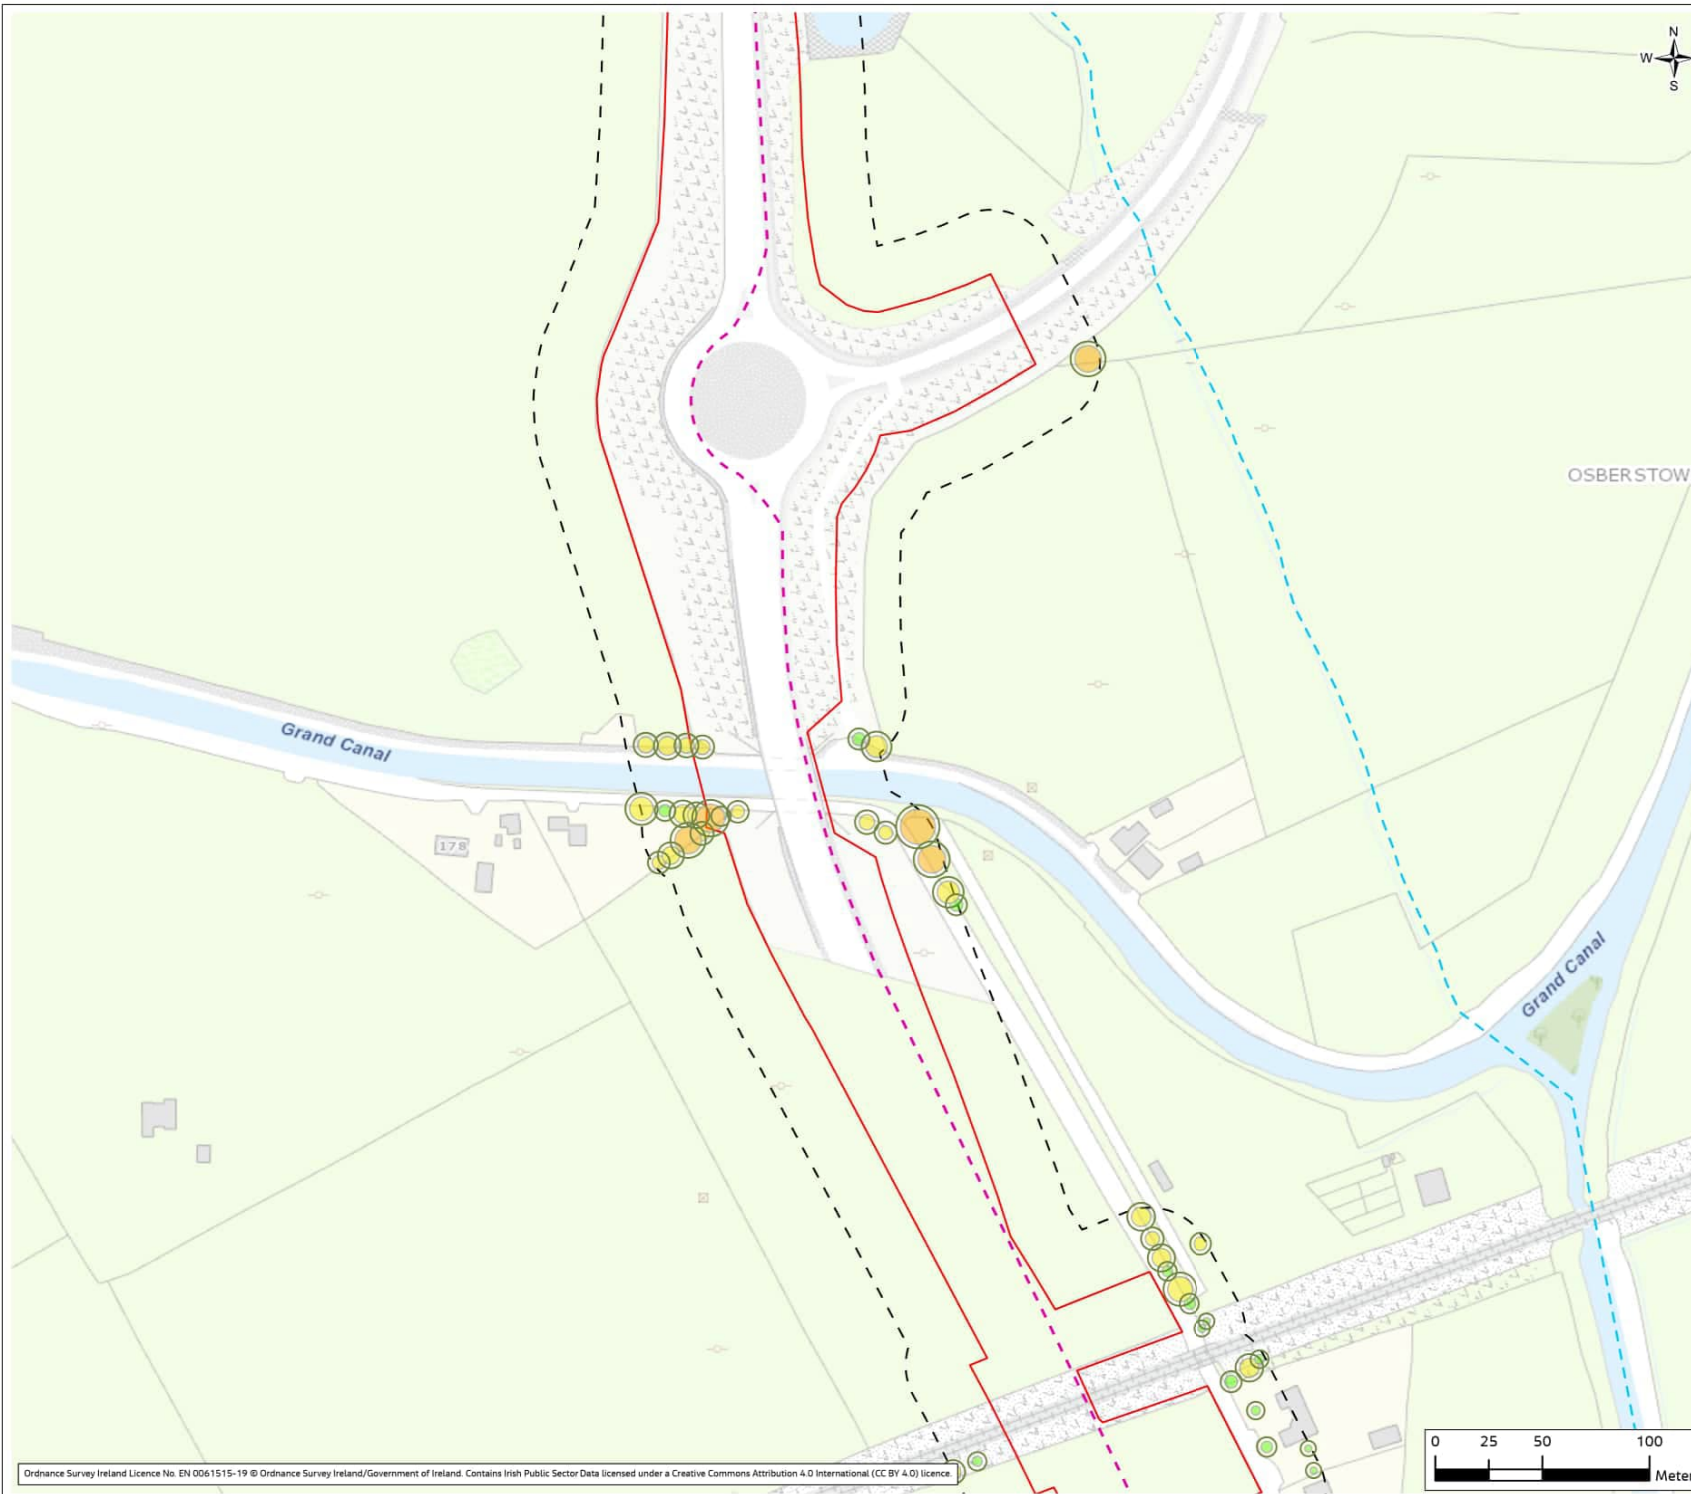 N
W
S
OSBERSTOW
Grand Canal
178
Grand Canal
0 25 50 100
Meter
Ordnance Survey Ireland Licence No. EN 0061515-19 © Ordnance Survey Ireland/Government of Ireland. Contains Irish Public Sector Data licensed under a Creative Commons Attribution 4.0 International (CC BY 4.0) licence.